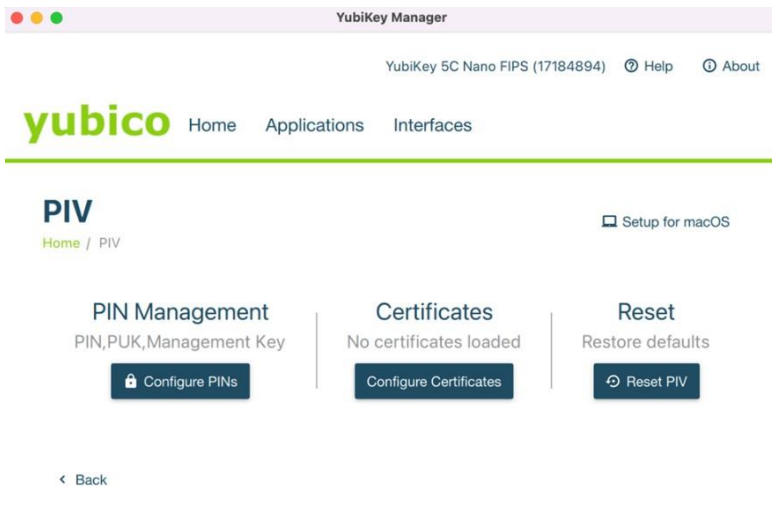 YubiKey Manager
YubiKey 5C Nano FIPS (17184894) Help About
yubico Home Applications Interfaces
PIV
Setup for macOS
Home / PIV
PIN Management
PIN,PUK,Management Key
Configure PINs
Certificates
No certificates loaded
Configure Certificates
Reset
Restore defaults
Reset PIV
Back